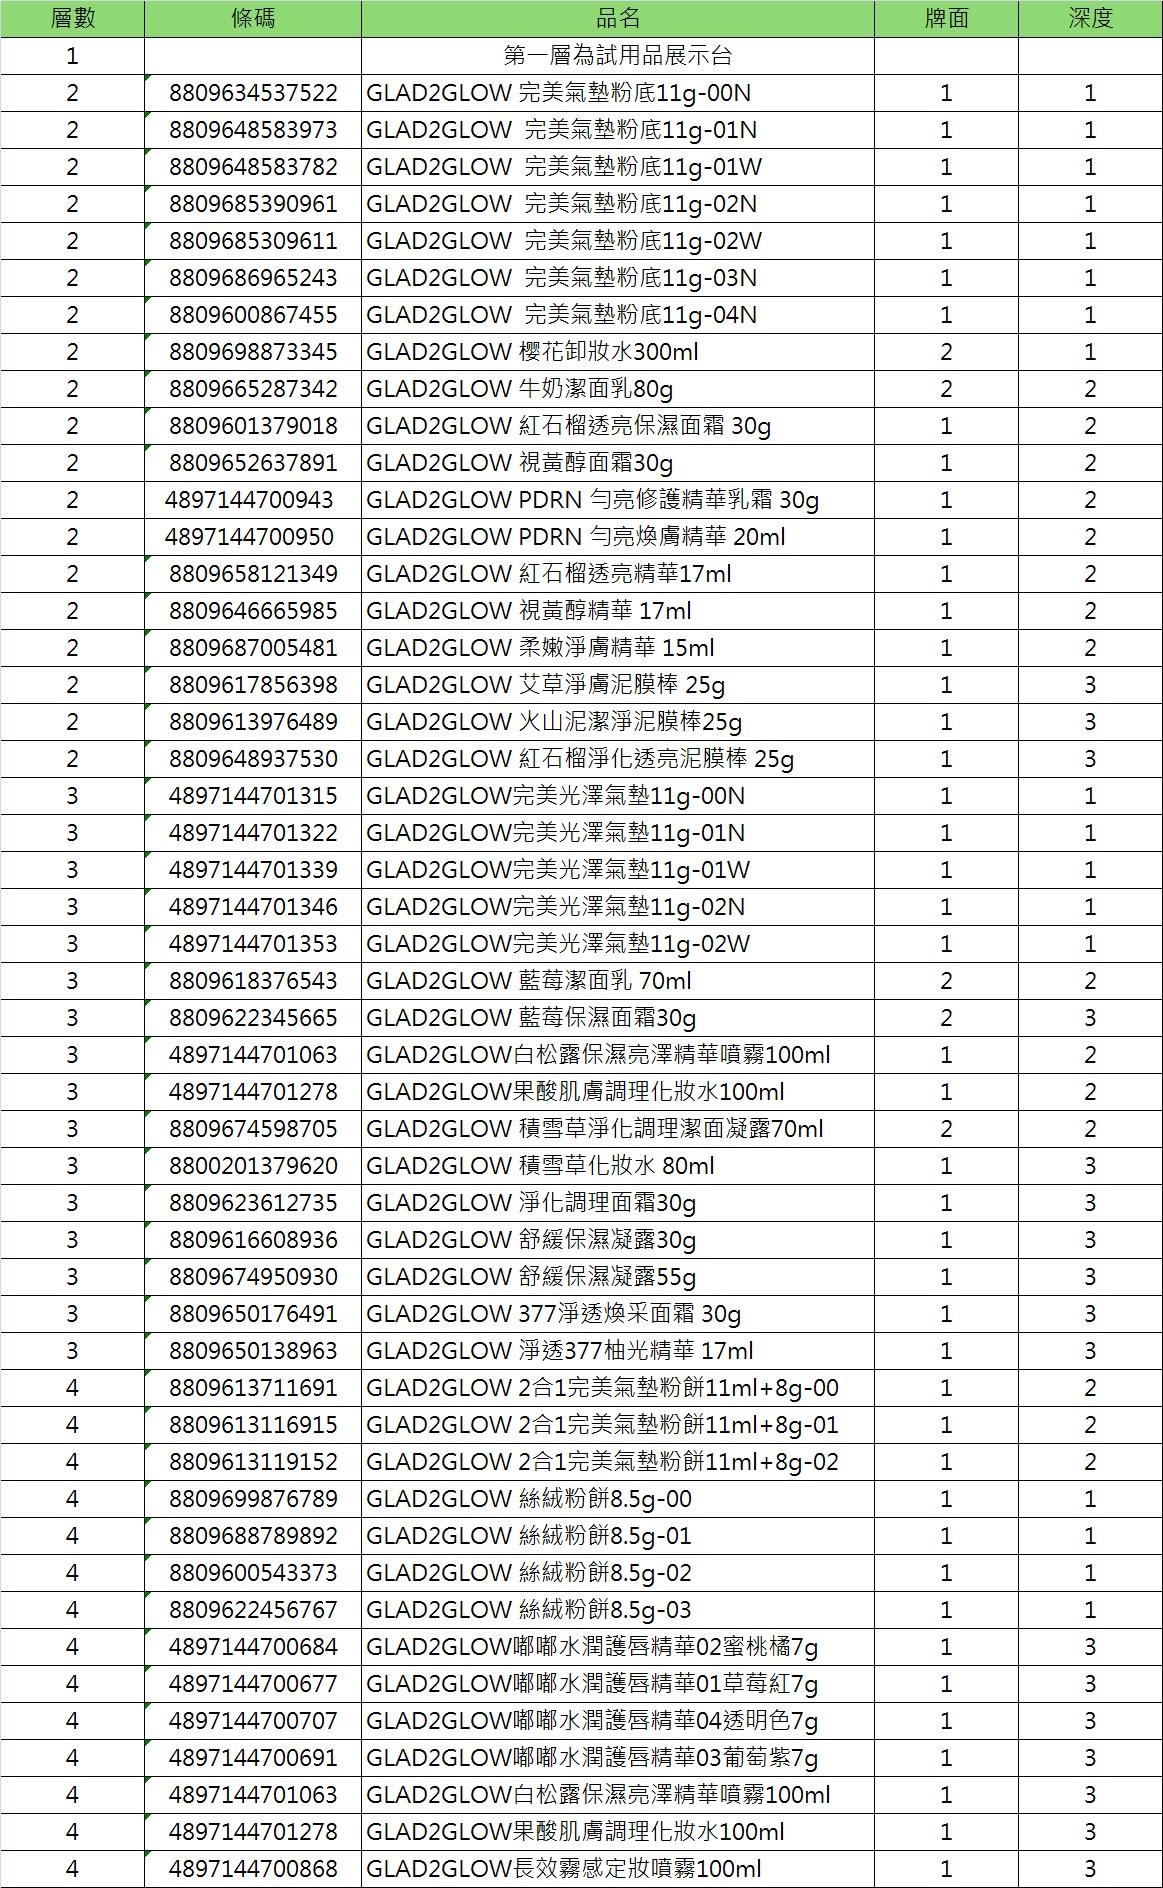 層數 條碼 品名 牌面 深度
1 第一層為試用品展示台
2 8809634537522 GLAD2GLOW 完美氣墊粉底11g-00N 1 1
2 8809648583973 GLAD2GLOW 完美氣墊粉底11g-01N 1 1
2 8809648583782 GLAD2GLOW 完美氣墊粉底11g-01W 1 1
2 8809685390961 GLAD2GLOW 完美氣墊粉底11g-02N 1 1
2 8809685309611 GLAD2GLOW 完美氣墊粉底11g-02W 1 1
2 8809686965243 GLAD2GLOW 完美氣墊粉底11g-03N 1 1
2 8809600867455 GLAD2GLOW 完美氣墊粉底11g-04N 1 1
2 8809698873345 GLAD2GLOW 樱花卸妝水300ml 2 1
2 8809665287342 GLAD2GLOW 牛奶潔面乳80g 2 2
2 8809601379018 GLAD2GLOW 紅石榴透亮保濕面霜 30g 1 2
2 8809652637891 GLAD2GLOW 視黃醇面霜30g 1 2
2 4897144700943 GLAD2GLOW PDRN 勻亮修護精華乳霜 30g 1 2
2 4897144700950 GLAD2GLOW PDRN 勻亮煥膚精華 20ml 1 2
2 8809658121349 GLAD2GLOW 紅石榴透亮精華17ml 1 2
2 8809646665985 GLAD2GLOW 視黃醇精華 17ml 1 2
2 8809687005481 GLAD2GLOW 柔嫩淨膚精華 15ml 1 2
2 8809617856398 GLAD2GLOW 艾草淨膚泥膜棒 25g 1 3
2 8809613976489 GLAD2GLOW 火山泥潔淨泥膜棒25g 1 3
2 8809648937530 GLAD2GLOW 紅石榴淨化透亮泥膜棒 25g 1 3
3 4897144701315 GLAD2GLOW完美光澤氣墊11g-00N 1 1
3 4897144701322 GLAD2GLOW完美光澤氣墊11g-01N 1 1
3 4897144701339 GLAD2GLOW完美光澤氣墊11g-01W 1 1
3 4897144701346 GLAD2GLOW完美光澤氣墊11g-02N 1 1
3 4897144701353 GLAD2GLOW完美光澤氣墊11g-02W 1 1
3 8809618376543 GLAD2GLOW 藍莓潔面乳 70ml 2 2
3 8809622345665 GLAD2GLOW 藍莓保濕面霜30g 2 3
3 4897144701063 GLAD2GLOW白松露保濕亮澤精華噴霧100ml 1 2
3 4897144701278 GLAD2GLOW果酸肌膚調理化妝水100ml 1 2
3 8809674598705 GLAD2GLOW 積雪草淨化調理潔面凝露70ml 2 2
3 8800201379620 GLAD2GLOW 積雪草化妝水 80ml 1 3
3 8809623612735 GLAD2GLOW 淨化調理面霜30g 1 3
3 8809616608936 GLAD2GLOW 舒緩保濕凝露30g 1 3
3 8809674950930 GLAD2GLOW 舒緩保濕凝露55g 1 3
3 8809650176491 GLAD2GLOW 377淨透煥采面霜 30g 1 3
3 8809650138963 GLAD2GLOW 淨透377柚光精華 17ml 1 3
4 8809613711691 GLAD2GLOW 2合1完美氣墊粉餅11ml+8g-00 1 2
4 8809613116915 GLAD2GLOW 2合1完美氣墊粉餅11ml+8g-01 1 2
4 8809613119152 GLAD2GLOW 2合1完美氣墊粉餅11ml+8g-02 1 2
4 8809699876789 GLAD2GLOW 絲絨粉餅8.5g-00 1 1
4 8809688789892 GLAD2GLOW 絲絨粉餅8.5g-01 1 1
4 8809600543373 GLAD2GLOW 絲絨粉餅8.5g-02 1 1
4 8809622456767 GLAD2GLOW 絲絨粉餅8.5g-03 1 1
4 4897144700684 GLAD2GLOW嘟嘟水潤護唇精華02蜜桃橘7g 1 3
4 4897144700677 GLAD2GLOW嘟嘟水潤護唇精華01草莓紅7g 1 3
4 4897144700707 GLAD2GLOW嘟嘟水潤護唇精華04透明色7g 1 3
4 4897144700691 GLAD2GLOW嘟嘟水潤護唇精華03葡萄紫7g 1 3
4 4897144701063 GLAD2GLOW白松露保濕亮澤精華噴霧100ml 1 3
4 4897144701278 GLAD2GLOW果酸肌膚調理化妝水100ml 1 3
4 4897144700868 GLAD2GLOW長效霧感定妝噴霧100ml 1 3